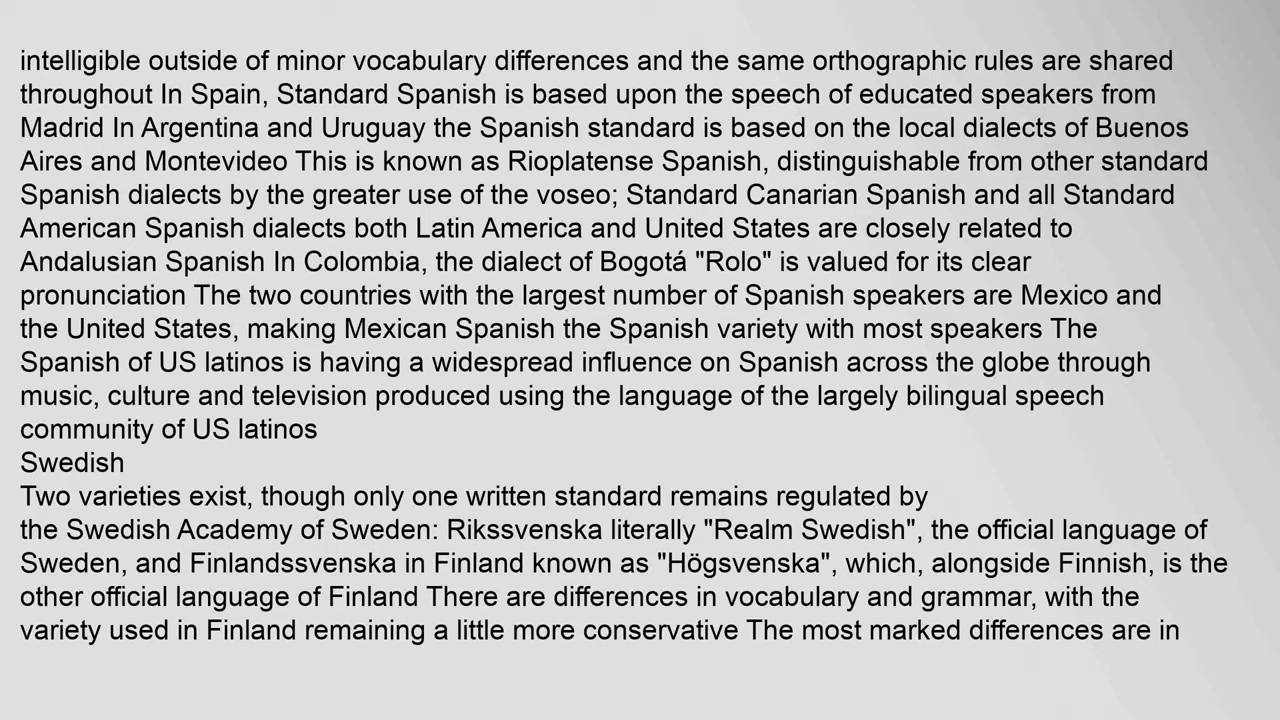 intelligible outside of minor vocabulary differences and the same orthographic rules are shared
throughout In Spain, Standard Spanish is based upon the speech of educated speakers from
Madrid In Argentina and Uruguay the Spanish standard is based on the local dialects of Buenos
Aires and Montevideo This is known as Rioplatense Spanish, distinguishable from other standard
Spanish dialects by the greater use of the voseo; Standard Canarian Spanish and all Standard
American Spanish dialects both Latin America and United States are closely related to
Andalusian Spanish In Colombia, the dialect of Bogotá "Rolo" is valued for its clear
pronunciation The two countries with the largest number of Spanish speakers are Mexico and
the United States, making Mexican Spanish the Spanish variety with most speakers The
Spanish of US latinos is having a widespread influence on Spanish across the globe through
music, culture and television produced using the language of the largely bilingual speech
community of US latinos
Swedish
Two varieties exist, though only one written standard remains regulated by
the Swedish Academy of Sweden: Rikssvenska literally "Realm Swedish", the official language of
Sweden, and Finlandssvenska in Finland known as "Högsvenska", which, alongside Finnish, is the
other official language of Finland There are differences in vocabulary and grammar, with the
variety used in Finland remaining a little more conservative The most marked differences are in